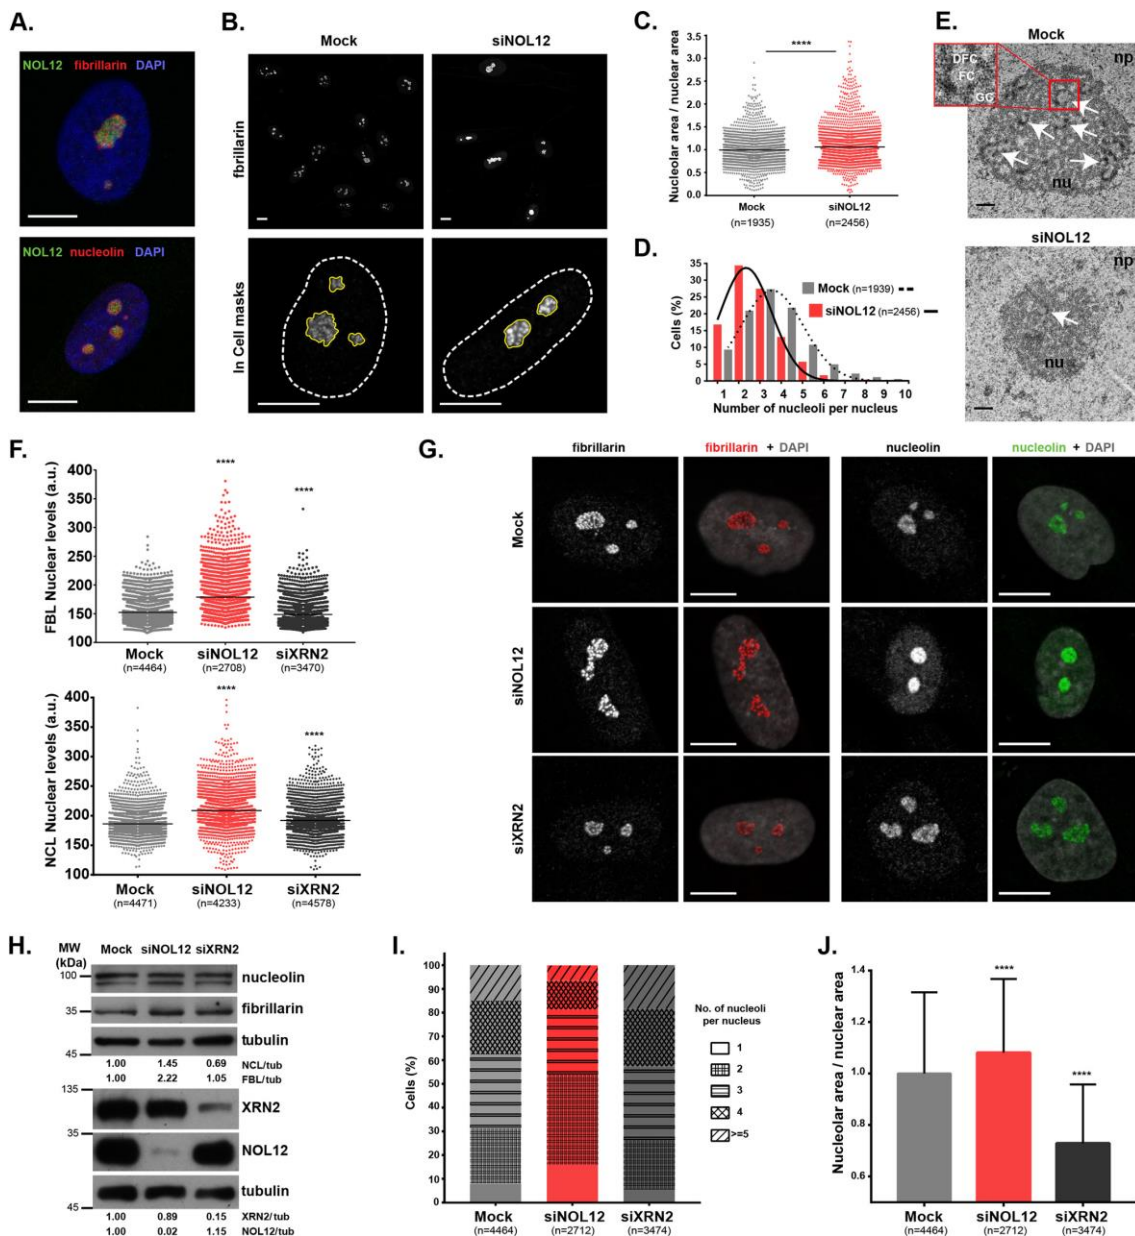 A.
NOL12 fibrillarin DAPI
NOL12 nucleolin DAPI
B.
Mock siNOL12
fbrillarin
In Cell masks
C.
Nucleolar area / nuclear area
3.5
3.0
2.5
2.0
1.5
1.0
0.5
0.0
****
Mock siNOL12
(n=1935) (n=2456)
D.
Cells (%)
35
30
25
20
15
10
5
0
Mock (n=1939)
siNOL12 (n=2456)
1 2 3 4 5 6 7 8 9 10
Number of nucleoli per nucleus
E.
Mock
DFC
FC
GC
np
nu
siNOL12
np
nu
F.
FBL Nuclear levels (a.u.)
400
350
300
250
200
150
100
**** ****
Mock siNOL12 siXRN2
(n=4464) (n=2708) (n=3470)
NCL Nuclear levels (a.u.)
400
350
300
250
200
150
100
**** ****
Mock siNOL12 siXRN2
(n=4471) (n=4233) (n=4578)
G.
fibrillarin fibrillarin + DAPI nucleolin nucleolin + DAPI
Mock
siNOL12
siXRN2
H.
MW
(kDa)
Mock siNOL12 siXRN2
100
nucleolin
35
fibrillarin
tubulin
45
1.00 1.45 0.69 NCL/tub
1.00 2.22 1.05 FBL/tub
135
XRN2
35
NOL12
tubulin
45
1.00 0.89 0.15 XRN2/tub
1.00 0.02 1.15 NOL12/tub
I.
Cells (%)
100
90
80
70
60
50
40
30
20
10
0
Mock siNOL12 siXRN2
(n=4464) (n=2712) (n=3474)
No. of nucleoli
per nucleus
1
2
3
4
>=5
J.
Nucleolar area / nuclear area
1.4
1.2
1.0
0.8
0.6
**** ****
Mock siNOL12 siXRN2
(n=4464) (n=2712) (n=3474)